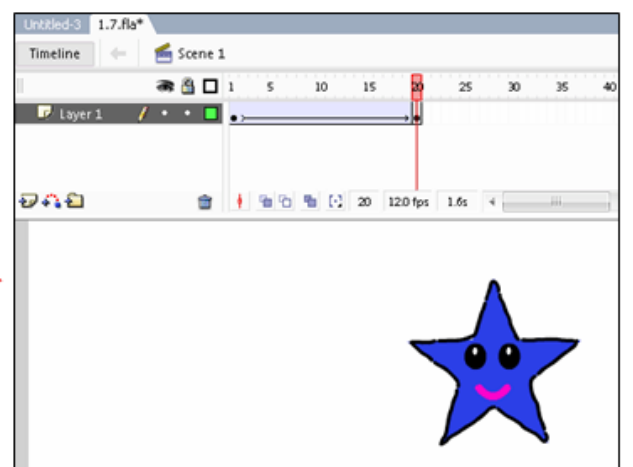 Untitled-3 1.7.fla*
Timeline Scene 1
1 5 10 15 20 25 30 35 40
Layer 1
20 12.0 fps 1.6s